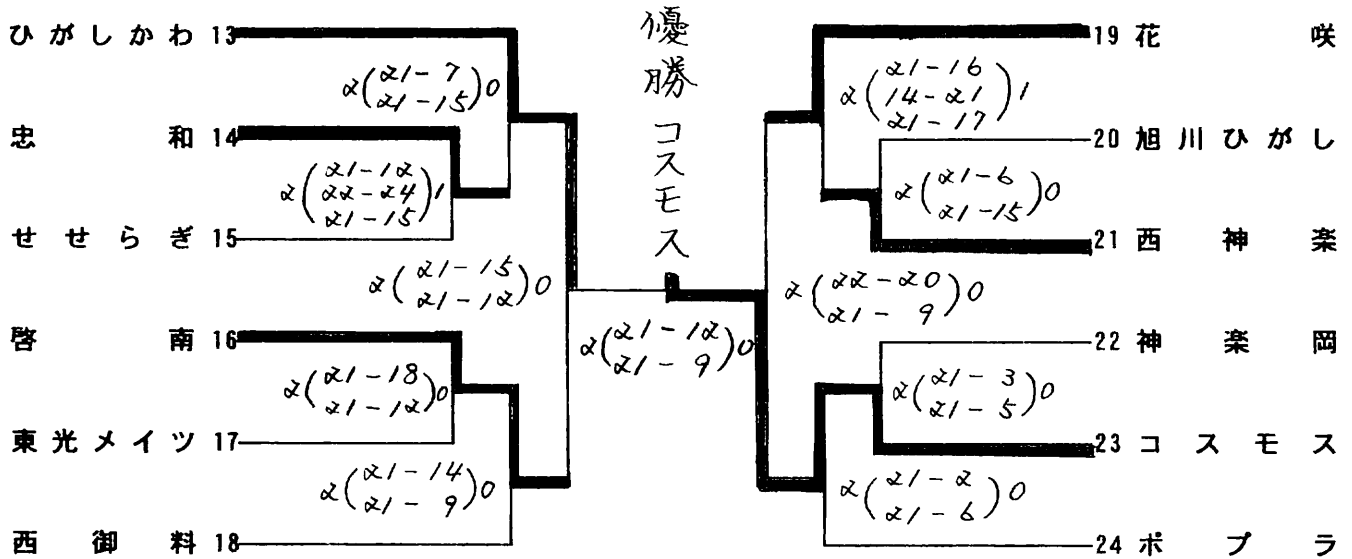 優勝 コスモス
ひがしかわ 13
2(21-7 21-15)0
忠和 14
2(21-12 22-24 21-15)1
せせらぎ 15
2(21-15 21-12)0
啓南 16
2(21-18 21-12)0
東光メイツ 17
2(21-14 21-9)0
西御料 18
2(21-12 21-9)0
19 花咲
2(21-16 14-21 21-17)1
20 旭川ひがし
2(21-6 21-15)0
21 西神楽
2(22-20 21-9)0
22 神楽岡
2(21-3 21-5)0
23 コスモス
2(21-2 21-6)0
24 ポプラ